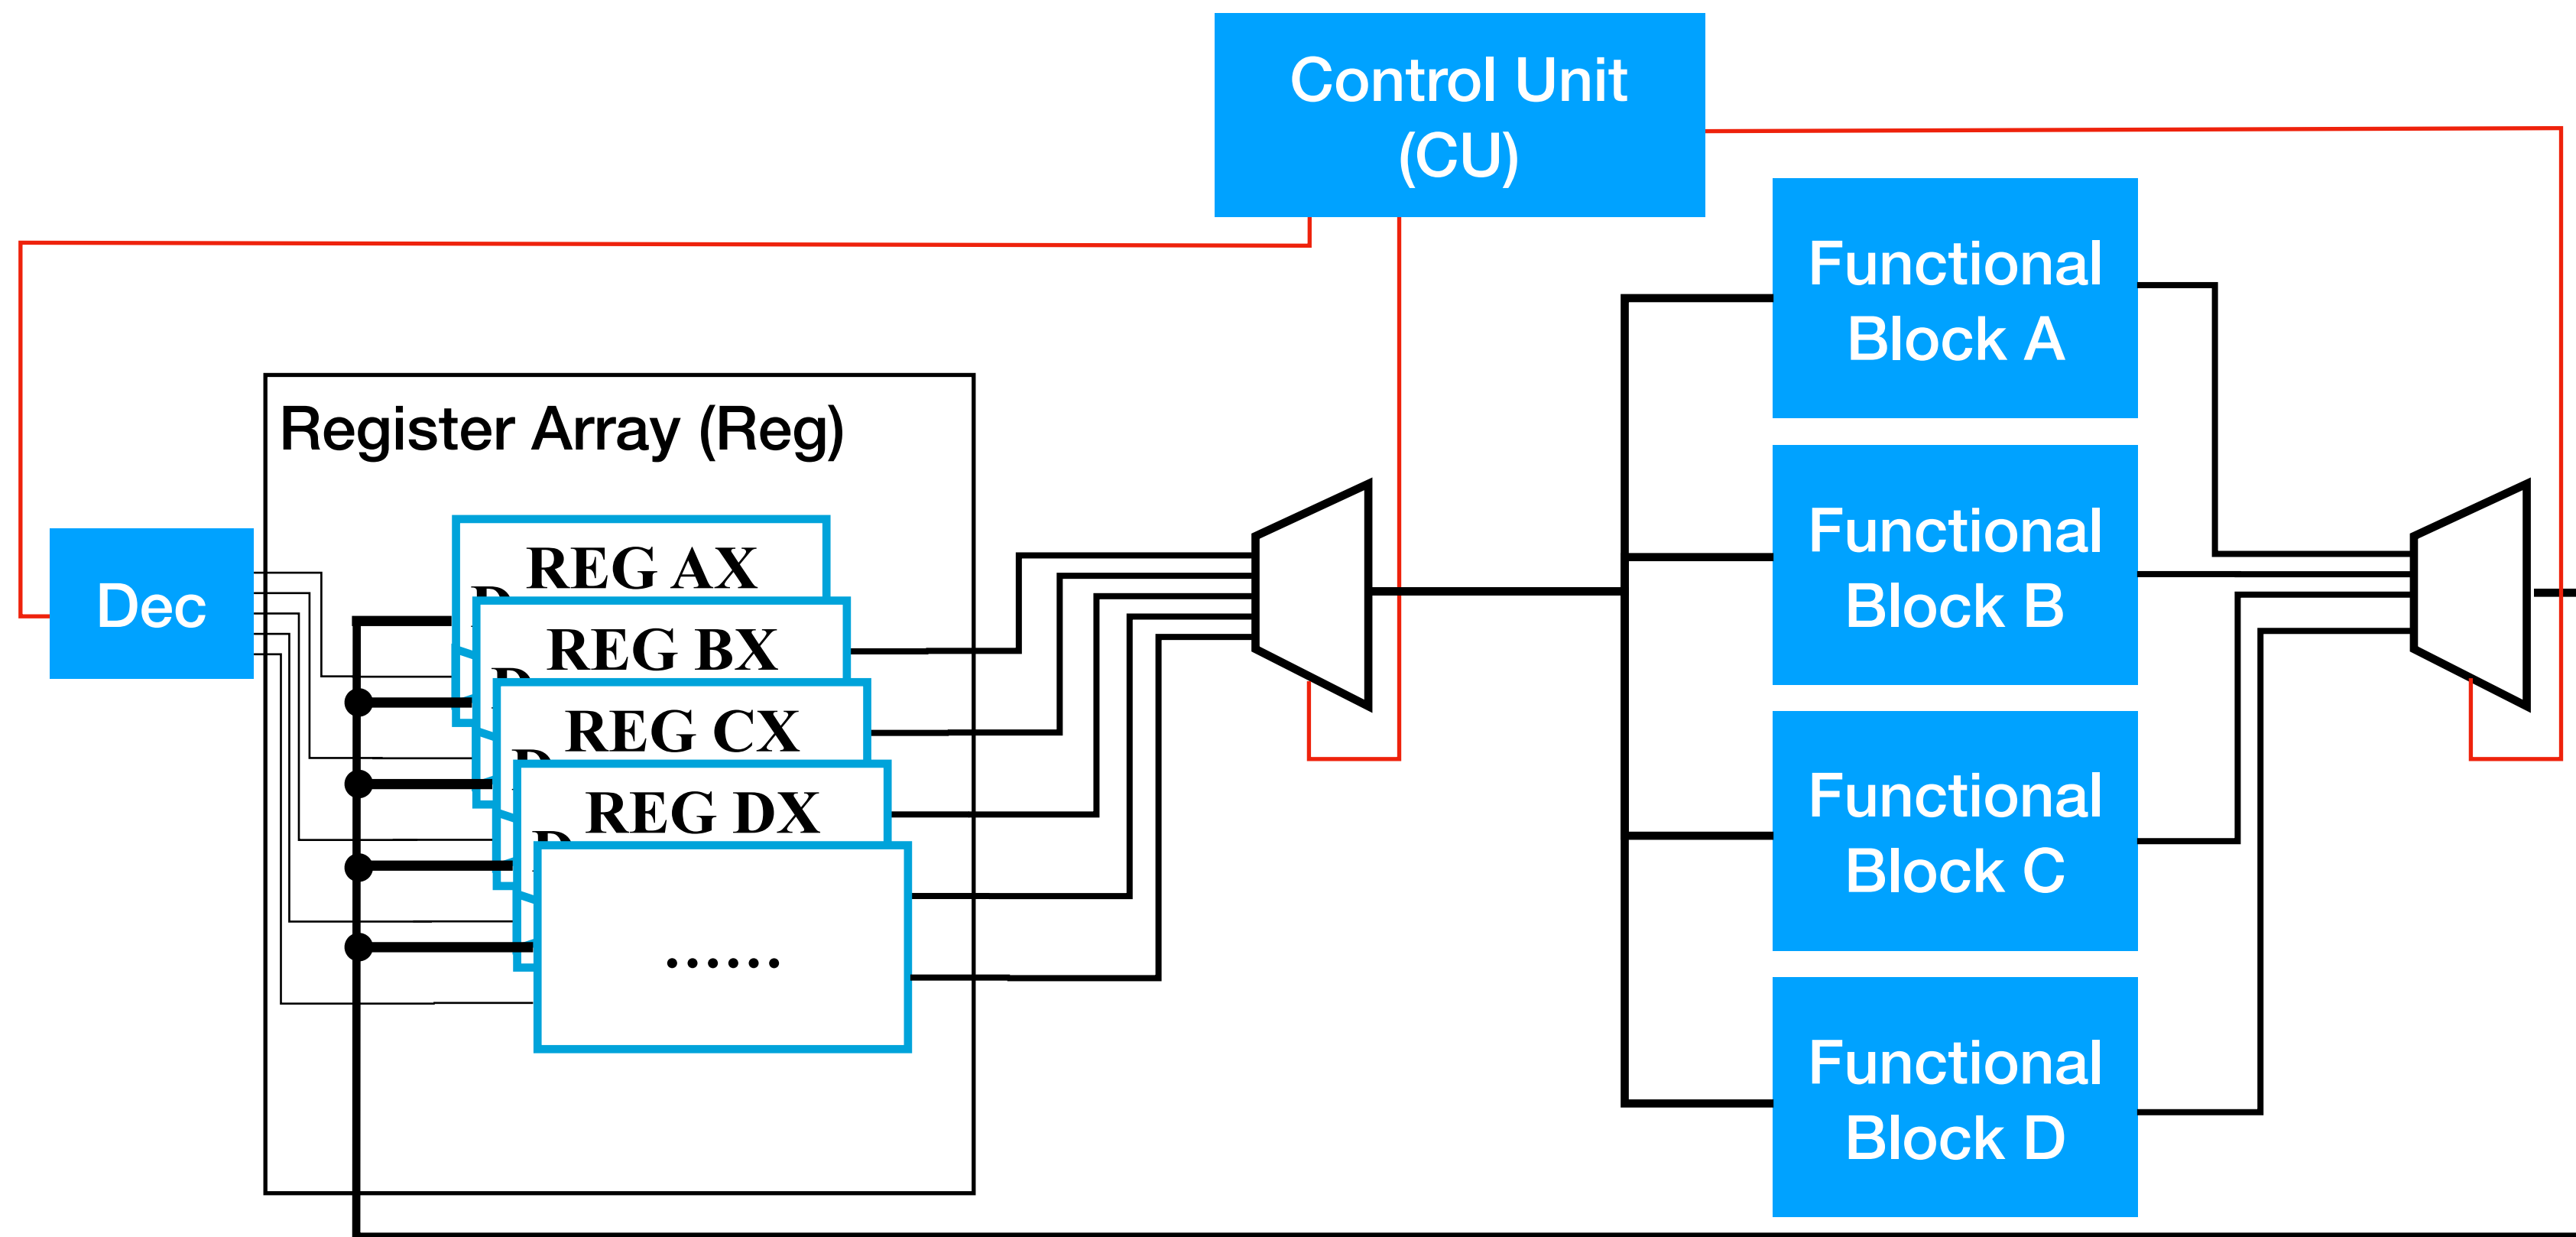 Control Unit
(CU)
Functional
Block A
Register Array (Reg)
Functional
Block B
Dec
REG AX
D
REG BX
D
REG CX
D
REG DX
D
......
Functional
Block C
Functional
Block D